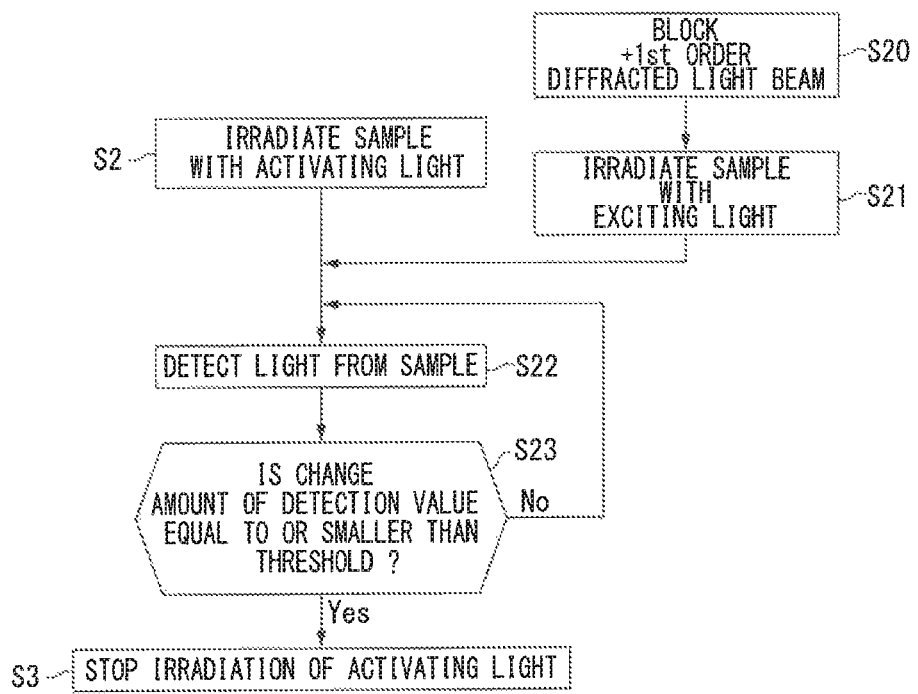 BLOCK
+1st ORDER
DIFFRACTED LIGHT BEAM
S20
IRRADIATE SAMPLE
WITH ACTIVATING LIGHT
S2
IRRADIATE SAMPLE
WITH
EXCITING LIGHT
S21
DETECT LIGHT FROM SAMPLE
S22
IS CHANGE
AMOUNT OF DETECTION VALUE
EQUAL TO OR SMALLER THAN
THRESHOLD ?
S23
No
Yes
S3
STOP IRRADIATION OF ACTIVATING LIGHT